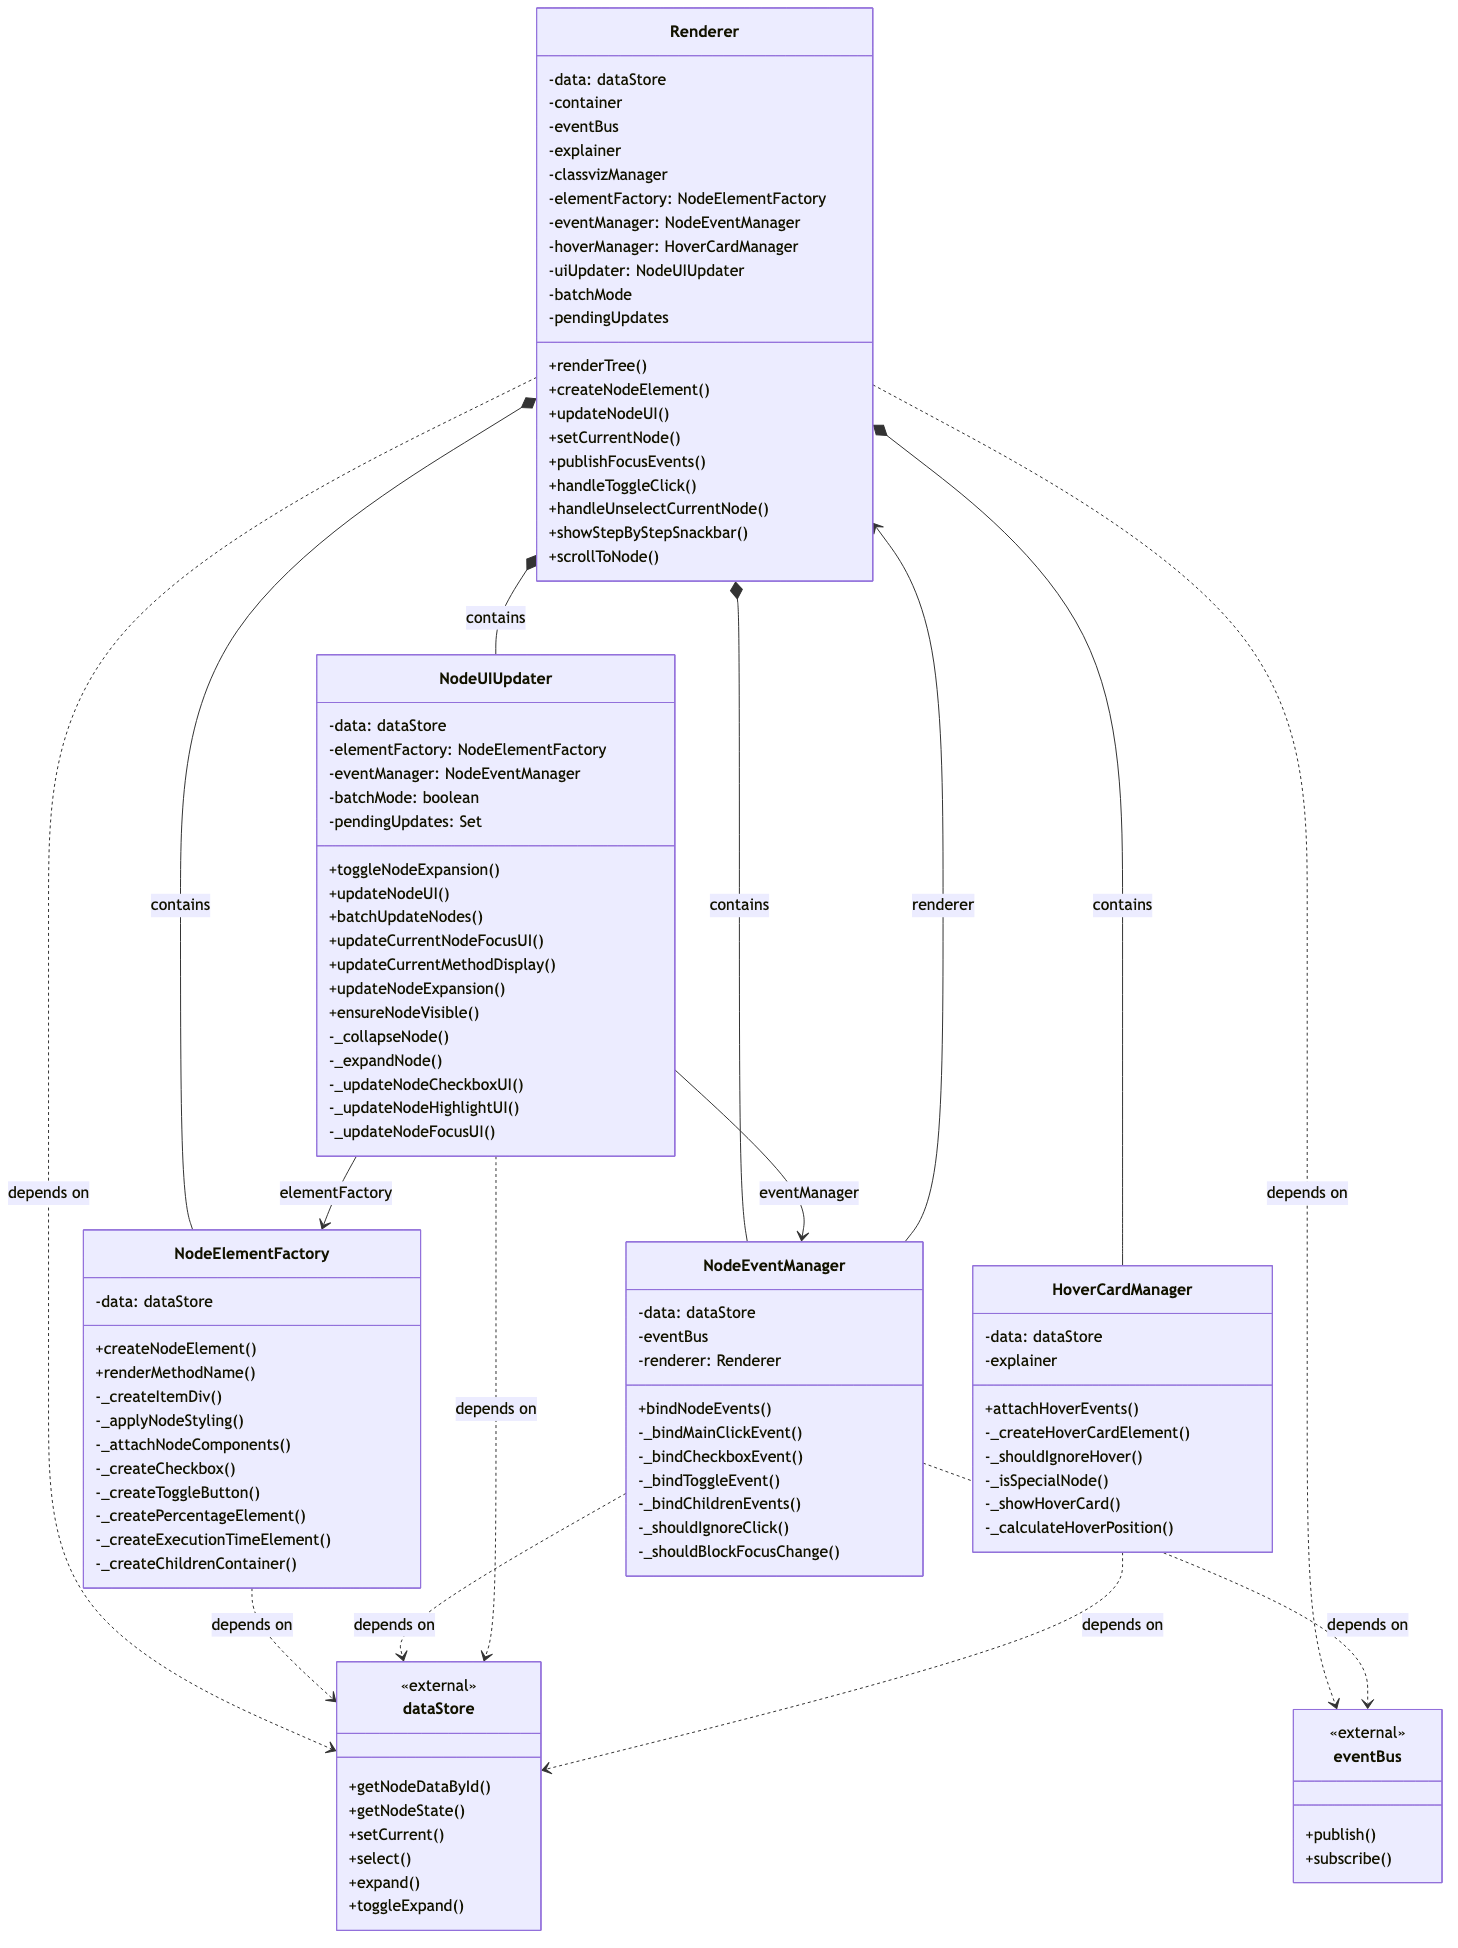 Renderer
-data: dataStore
-container
-eventBus
-explainer
-classvizManager
-elementFactory: NodeElementFactory
-eventManager: NodeEventManager
-hoverManager: HoverCardManager
-uiUpdater: NodeUIUpdater
-batchMode
-pendingUpdates
+renderTree()
+createNodeElement()
+updateNodeUI()
+setCurrentNode()
+publishFocusEvents()
+handleToggleClick()
+handleUnselectCurrentNode()
+showStepByStepSnackbar()
+scrollToNode()
contains
NodeUIUpdater
-data: dataStore
-elementFactory: NodeElementFactory
-eventManager: NodeEventManager
-batchMode: boolean
-pendingUpdates: Set
+toggleNodeExpansion()
+updateNodeUI()
+batchUpdateNodes()
+updateCurrentNodeFocusUI()
+updateCurrentMethodDisplay()
+updateNodeExpansion()
+ensureNodeVisible()
-_collapseNode()
-_expandNode()
-_updateNodeCheckboxUI()
-_updateNodeHighlightUI()
-_updateNodeFocusUI()
contains
contains
renderer
contains
depends on
elementFactory
eventManager
depends on
NodeElementFactory
-data: dataStore
+createNodeElement()
+renderMethodName()
-_createItemDiv()
-_applyNodeStyling()
-_attachNodeComponents()
-_createCheckbox()
-_createToggleButton()
-_createPercentageElement()
-_createExecutionTimeElement()
-_createChildrenContainer()
depends on
NodeEventManager
-data: dataStore
-eventBus
-renderer: Renderer
+bindNodeEvents()
-_bindMainClickEvent()
-_bindCheckboxEvent()
-_bindToggleEvent()
-_bindChildrenEvents()
-_shouldIgnoreClick()
-_shouldBlockFocusChange()
HoverCardManager
-data: dataStore
-explainer
+attachHoverEvents()
-_createHoverCardElement()
-_shouldIgnoreHover()
-_isSpecialNode()
-_showHoverCard()
-_calculateHoverPosition()
depends on
depends on
depends on
depends on
«external»
dataStore
+getNodeDataById()
+getNodeState()
+setCurrent()
+select()
+expand()
+toggleExpand()
«external»
eventBus
+publish()
+subscribe()